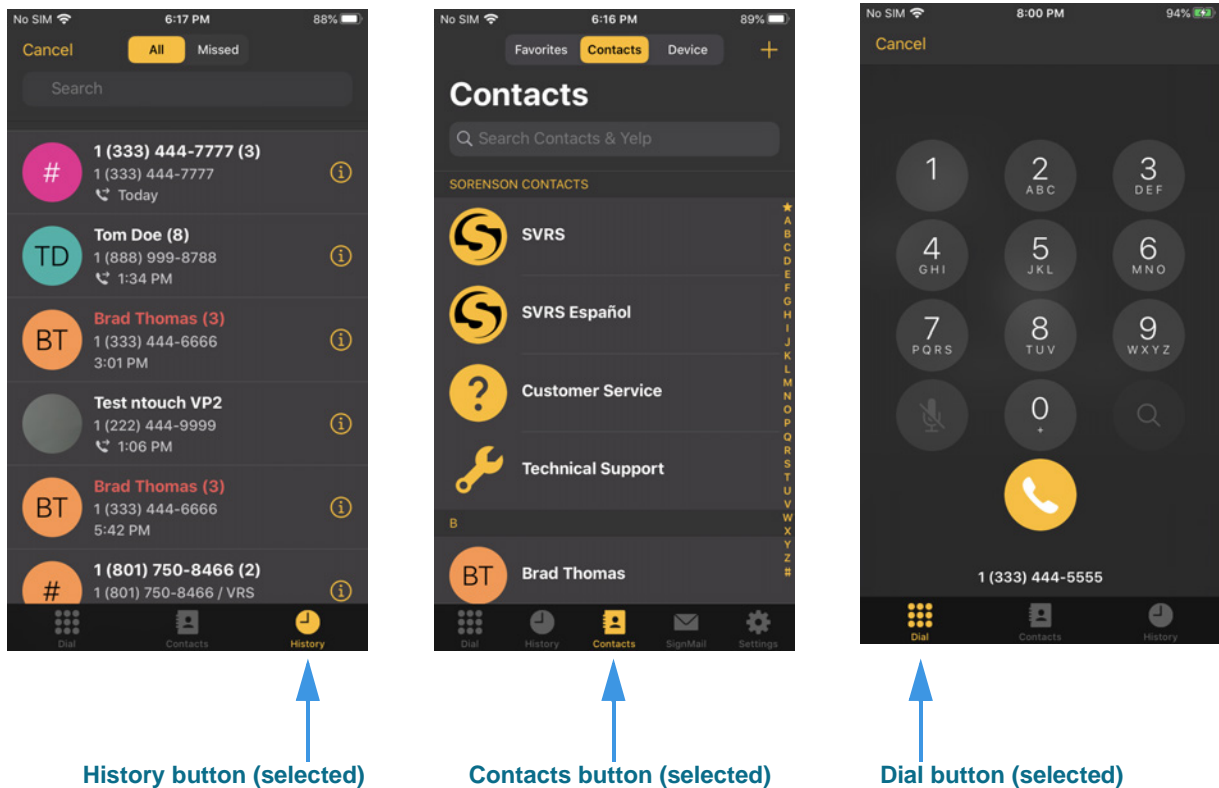 No SIM 6:17 PM 88%
Cancel All Missed
Search
# 1 (333) 444-7777 (3)
1 (333) 444-7777
Today
TD Tom Doe (8)
1 (888) 999-8788
1:34 PM
BT Brad Thomas (3)
1 (333) 444-6666
3:01 PM
Test ntouch VP2
1 (222) 444-9999
1:06 PM
BT Brad Thomas (3)
1 (333) 444-6666
5:42 PM
# 1 (801) 750-8466 (2)
1 (801) 750-8466 / VRS
Dial Contacts History
History button (selected)
No SIM 6:16 PM 89%
Favorites Contacts Device +
Contacts
Search Contacts & Yelp
SORENSON CONTACTS
SVRS
SVRS Español
Customer Service
Technical Support
B
BT Brad Thomas
A
B
C
D
E
F
G
H
I
J
K
L
M
N
O
P
Q
R
S
T
U
V
W
X
Y
Z
#
Dial History Contacts SignMail Settings
Contacts button (selected)
No SIM 8:00 PM 94%
Cancel
1 2 3
ABC DEF
4 5 6
GHI JKL MNO
7 8 9
PQRS TUV WXYZ
0
+
1 (333) 444-5555
Dial Contacts History
Dial button (selected)